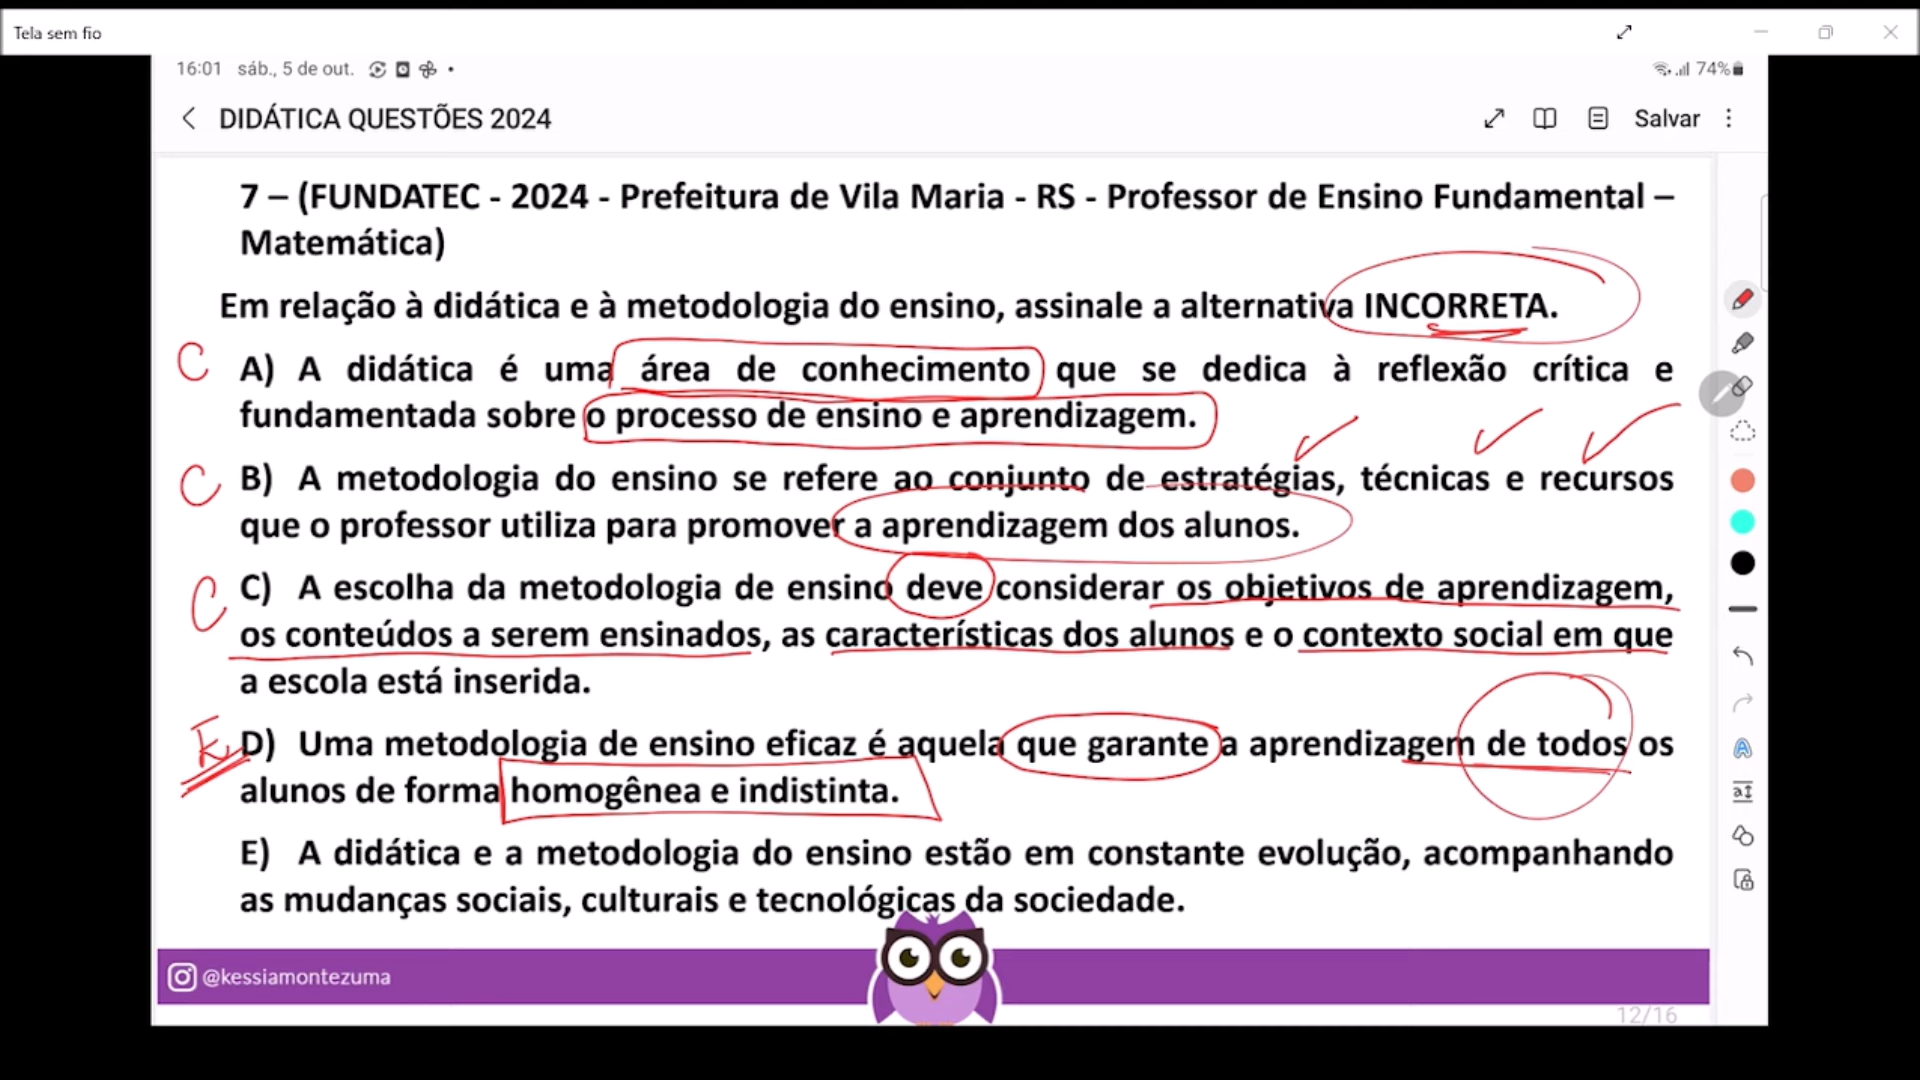 Tela sem fio
16:01 sáb., 5 de out.
74%
DIDÁTICA QUESTÕES 2024
Salvar
7 – (FUNDATEC - 2024 - Prefeitura de Vila Maria - RS - Professor de Ensino Fundamental –
Matemática)
Em relação à didática e à metodologia do ensino, assinale a alternativa INCORRETA.
C A) A didática é uma área de conhecimento que se dedica à reflexão crítica e
fundamentada sobre o processo de ensino e aprendizagem.
C B) A metodologia do ensino se refere ao conjunto de estratégias, técnicas e recursos
que o professor utiliza para promover a aprendizagem dos alunos.
C C) A escolha da metodologia de ensino deve considerar os objetivos de aprendizagem,
os conteúdos a serem ensinados, as características dos alunos e o contexto social em que
a escola está inserida.
E D) Uma metodologia de ensino eficaz é aquela que garante a aprendizagem de todos os
alunos de forma homogênea e indistinta.
E) A didática e a metodologia do ensino estão em constante evolução, acompanhando
as mudanças sociais, culturais e tecnológicas da sociedade.
@kessiamontezuma
12/16